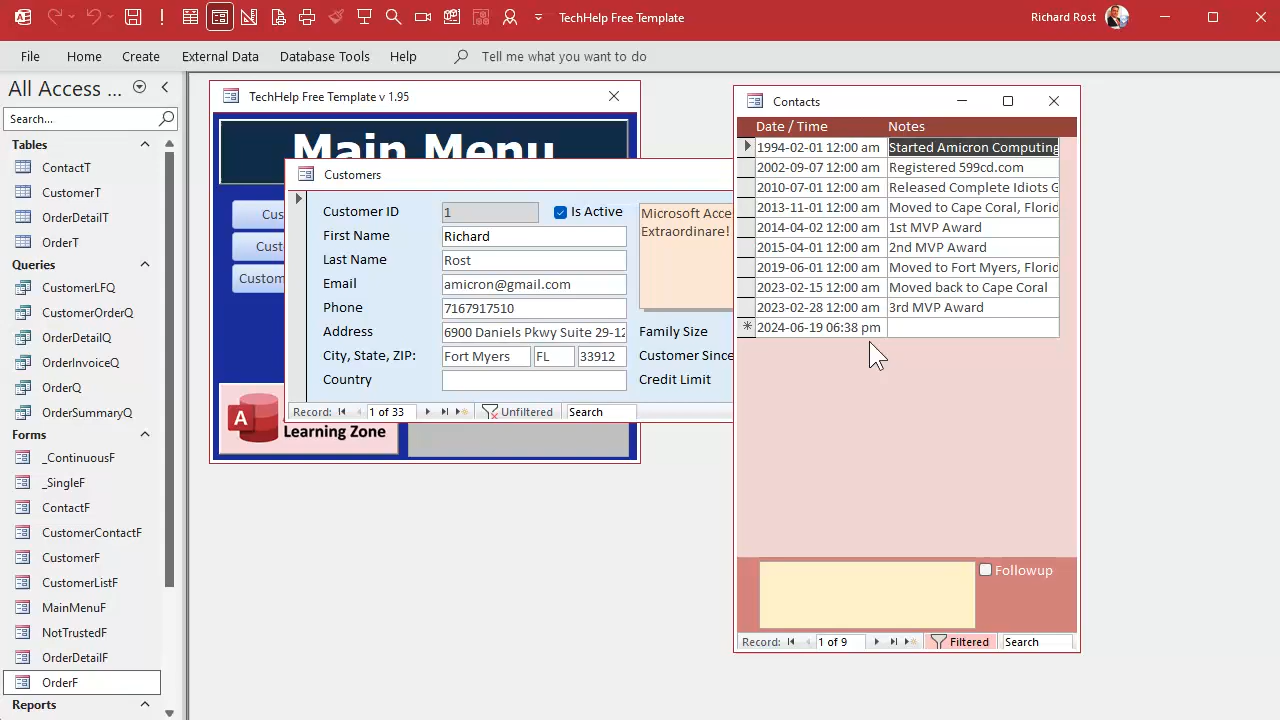 TechHelp Free Template
Richard Rost
File
Home
Create
External Data
Database Tools
Help
Tell me what you want to do
All Access ...
Search...
Tables
ContactT
CustomerT
OrderDetailT
OrderT
Queries
CustomerLFQ
CustomerOrderQ
OrderDetailQ
OrderInvoiceQ
OrderQ
OrderSummaryQ
Forms
_ContinuousF
_SingleF
ContactF
CustomerContactF
CustomerF
CustomerListF
MainMenuF
NotTrustedF
OrderDetailF
OrderF
Reports
TechHelp Free Template v 1.95
Main Menu
Cus
Cust
Custom
A
Learning Zone
Customers
Customer ID 1 Is Active
First Name Richard
Last Name Rost
Email amicron@gmail.com
Phone 7167917510
Address 6900 Daniels Pkwy Suite 29-12
City, State, ZIP: Fort Myers FL 33912
Country
Microsoft Acce
Extraordinare!
Family Size
Customer Since
Credit Limit
Record: 1 of 33 Unfiltered Search
Contacts
Date / Time Notes
1994-02-01 12:00 am Started Amicron Computing
2002-09-07 12:00 am Registered 599cd.com
2010-07-01 12:00 am Released Complete Idiots G
2013-11-01 12:00 am Moved to Cape Coral, Florid
2014-04-02 12:00 am 1st MVP Award
2015-04-01 12:00 am 2nd MVP Award
2019-06-01 12:00 am Moved to Fort Myers, Florid
2023-02-15 12:00 am Moved back to Cape Coral
2023-02-28 12:00 am 3rd MVP Award
2024-06-19 06:38 pm
Followup
Record: 1 of 9 Filtered Search